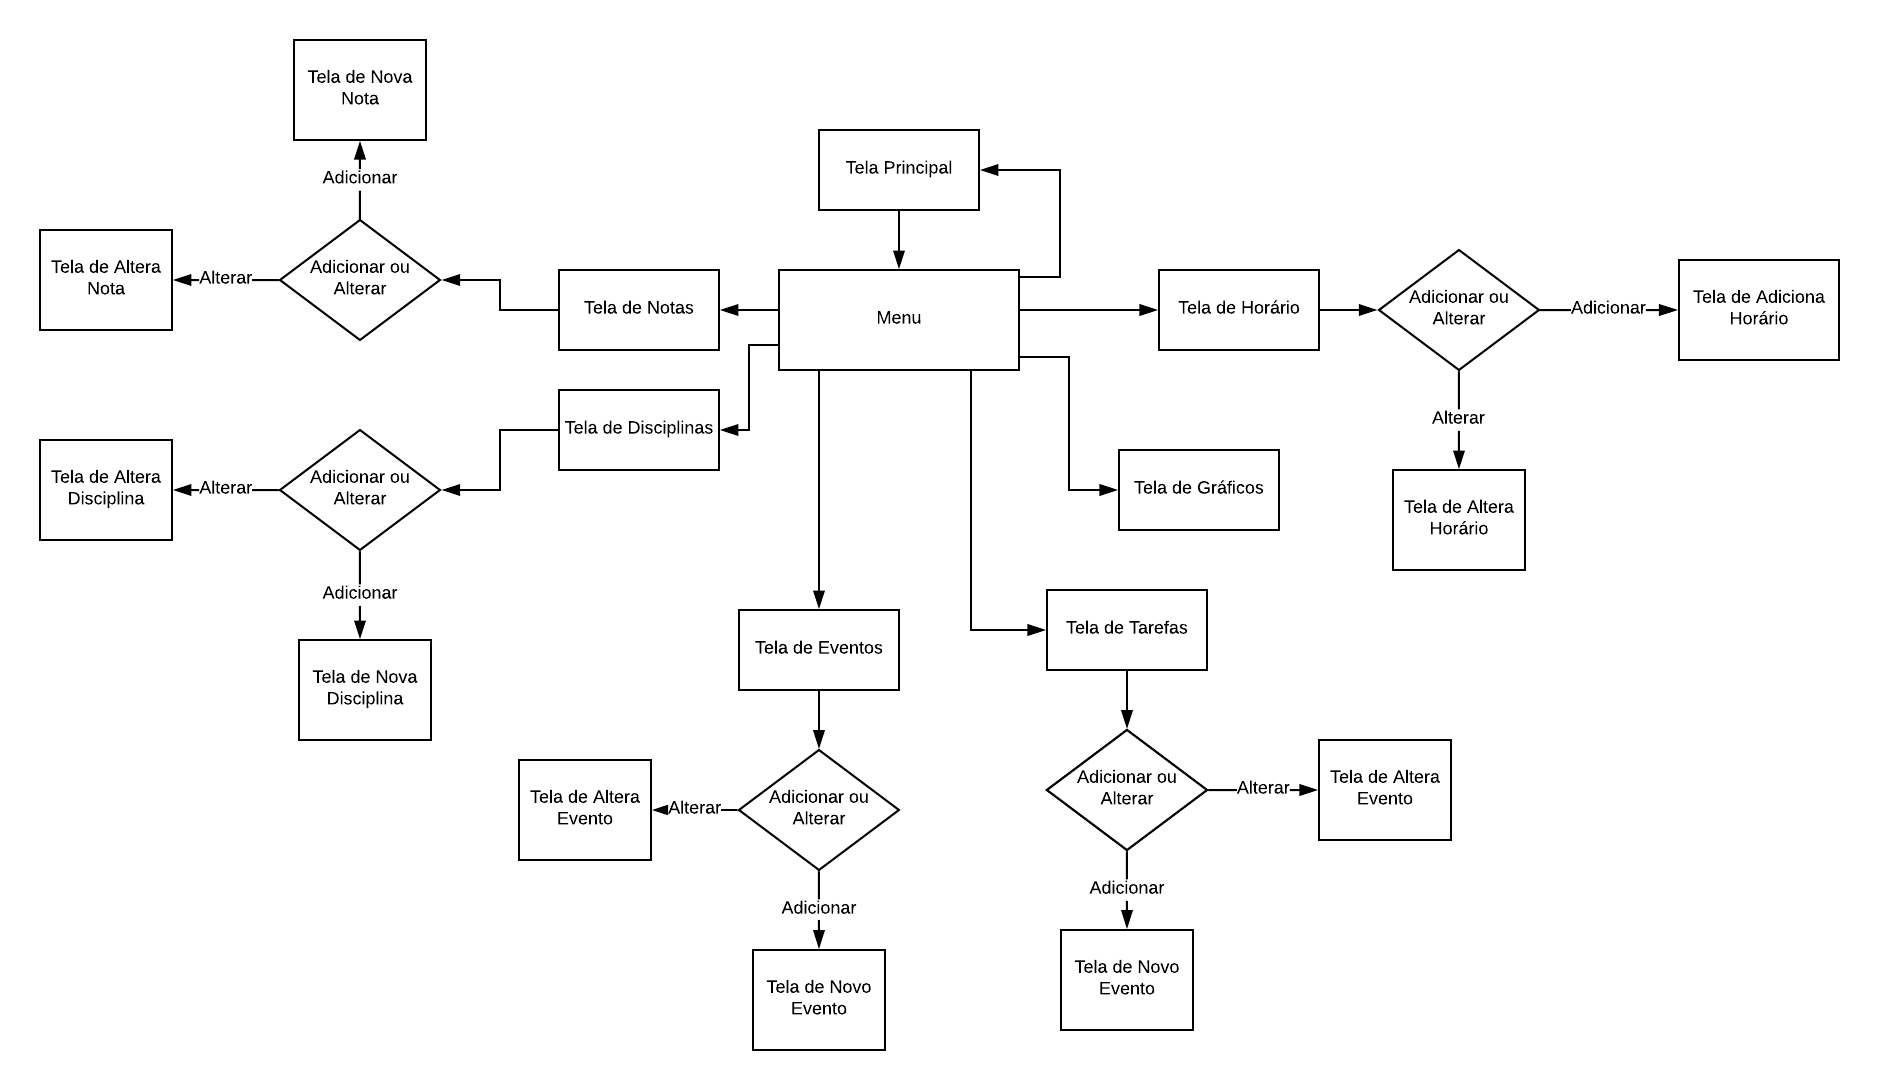 Tela de Nova
Nota
Adicionar
Tela de Altera
Nota
Alterar
Adicionar ou
Alterar
Tela de Notas
Tela Principal
Menu
Tela de Horário
Adicionar ou
Alterar
Adicionar
Tela de Adiciona
Horário
Alterar
Tela de Altera
Horário
Tela de Disciplinas
Tela de Altera
Disciplina
Alterar
Adicionar ou
Alterar
Adicionar
Tela de Nova
Disciplina
Tela de Gráficos
Tela de Eventos
Tela de Altera
Evento
Alterar
Adicionar ou
Alterar
Adicionar
Tela de Novo
Evento
Tela de Tarefas
Adicionar ou
Alterar
Alterar
Tela de Altera
Evento
Adicionar
Tela de Novo
Evento